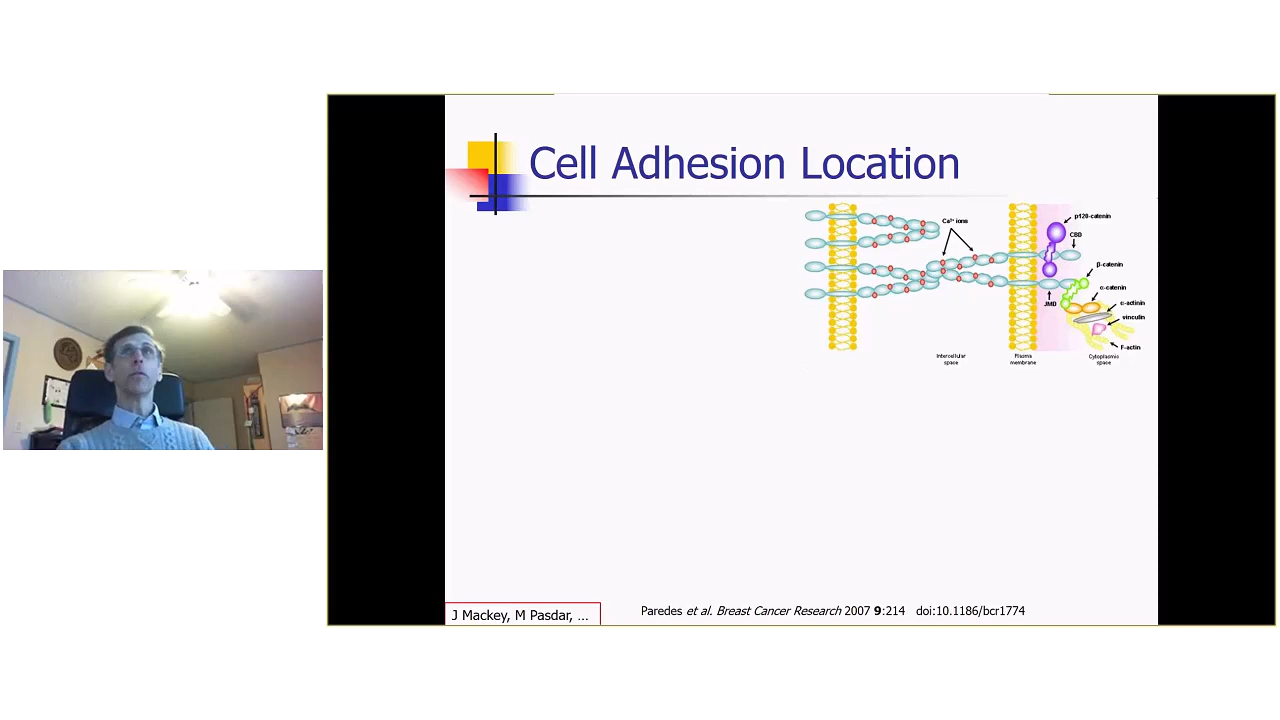 Cell Adhesion Location
Ca²⁺ ions
p120-catenin
CBD
β-catenin
α-catenin
JMD
α-actinin
vinculin
F-actin
Intercellular
space
Plasma
membrane
Cytoplasmic
space
J Mackey, M Pasdar, ...
Paredes et al. Breast Cancer Research 2007 9:214 doi:10.1186/bcr1774